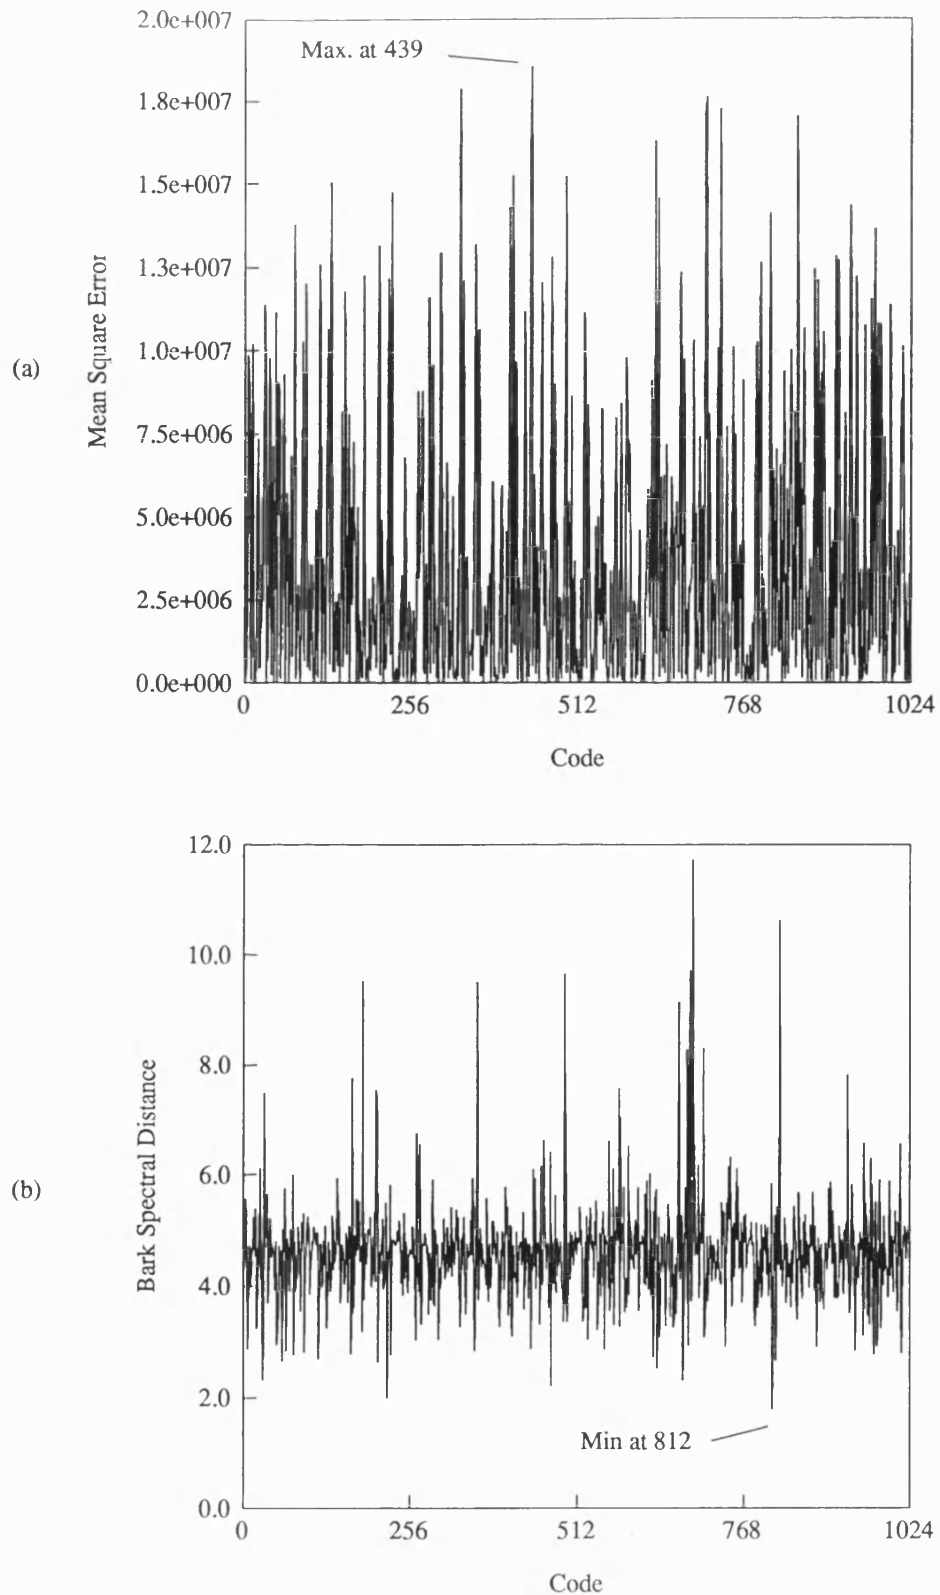 2.0e+007
Max. at 439
1.8e+007
1.5e+007
1.3e+007
1.0e+007
7.5e+006
5.0e+006
2.5e+006
0.0e+000
Mean Square Error
(a)
0 256 512 768 1024
Code
12.0
10.0
8.0
6.0
4.0
2.0
0.0
Bark Spectral Distance
(b)
Min at 812
0 256 512 768 1024
Code